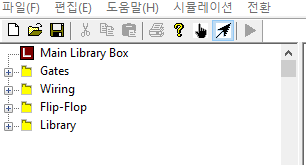 파일(F) 편집(E) 도움말(H) 시뮬레이션 전환
Main Library Box
Gates
Wiring
Flip-Flop
Library